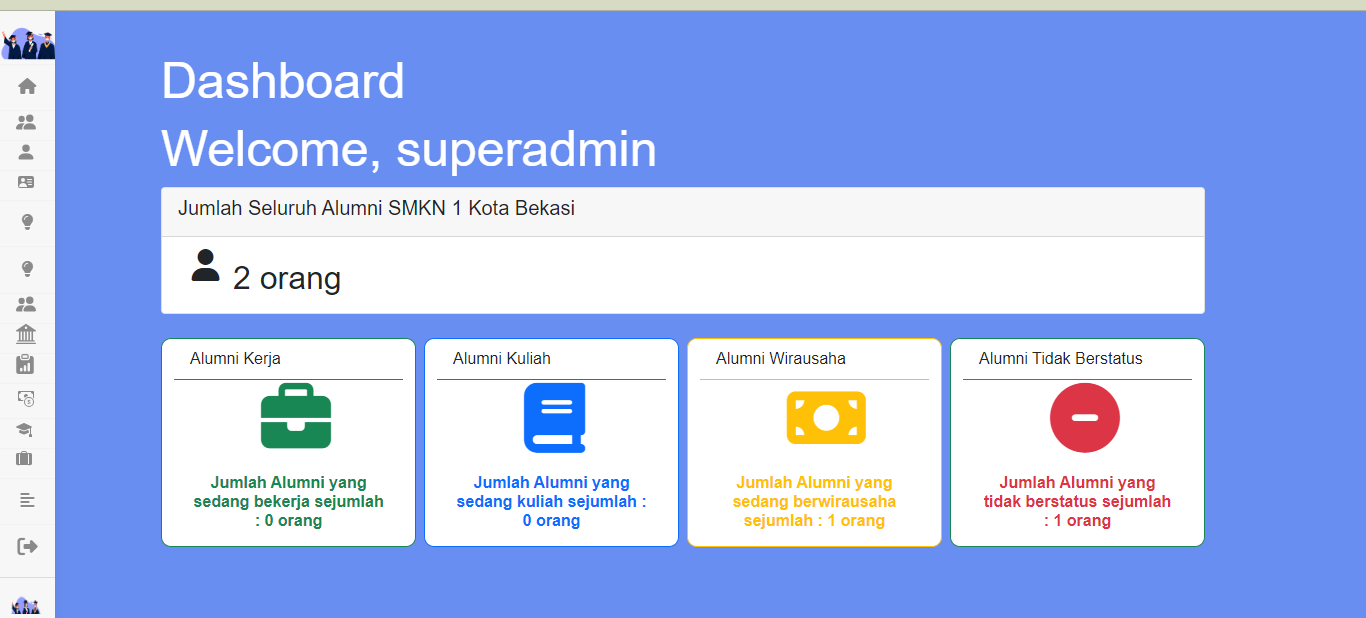 Dashboard
Welcome, superadmin
Jumlah Seluruh Alumni SMKN 1 Kota Bekasi
2 orang
Alumni Kerja
Jumlah Alumni yang
sedang bekerja sejumlah
: 0 orang
Alumni Kuliah
Jumlah Alumni yang
sedang kuliah sejumlah :
0 orang
Alumni Wirausaha
Jumlah Alumni yang
sedang berwirausaha
sejumlah : 1 orang
Alumni Tidak Berstatus
Jumlah Alumni yang
tidak berstatus sejumlah
: 1 orang